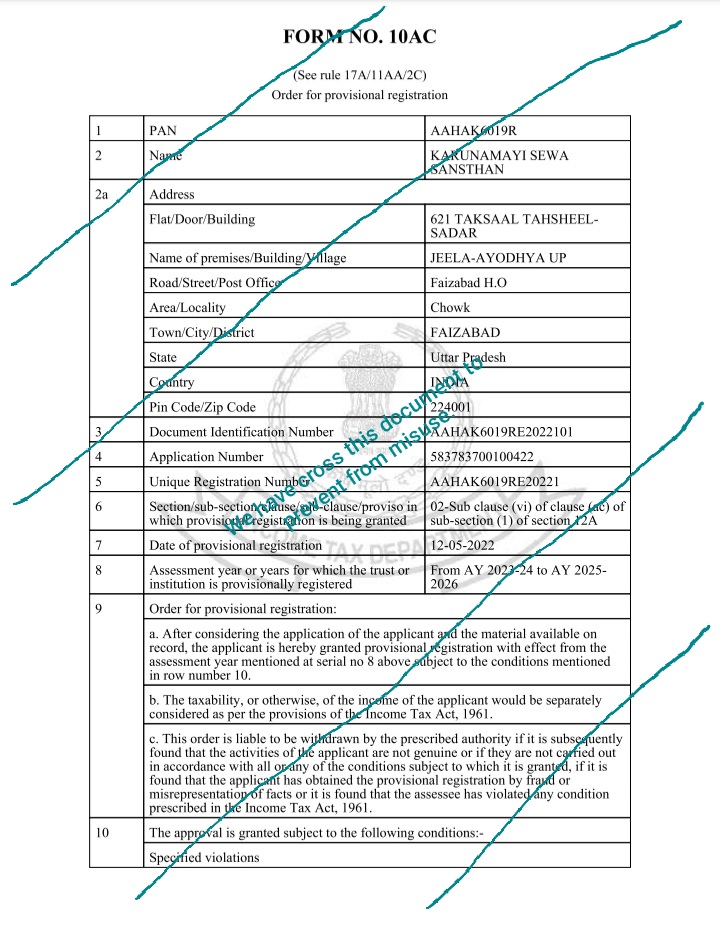 FORM NO. 10AC
(See rule 17A/11AA/2C)
Order for provisional registration
1 PAN AAHAK6019R
2 Name KARUNAMAYI SEWA
SANSTHAN
2a Address
Flat/Door/Building 621 TAKSAAL TAHSHEEL-
SADAR
Name of premises/Building/Village JEELA-AYODHYA UP
Road/Street/Post Office Faizabad H.O
Area/Locality Chowk
Town/City/District FAIZABAD
State Uttar Pradesh
Country INDIA
Pin Code/Zip Code 224001
3 Document Identification Number AAHAK6019RE2022101
4 Application Number 583783700100422
5 Unique Registration Number AAHAK6019RE20221
6 Section/sub-section/clause/sub-clause/proviso in 02-Sub clause (vi) of clause (ac) of
which provisional registration is being granted sub-section (1) of section 12A
7 Date of provisional registration 12-05-2022
8 Assessment year or years for which the trust or From AY 2023-24 to AY 2025-
institution is provisionally registered 2026
9 Order for provisional registration:
a. After considering the application of the applicant and the material available on
record, the applicant is hereby granted provisional registration with effect from the
assessment year mentioned at serial no 8 above subject to the conditions mentioned
in row number 10.
b. The taxability, or otherwise, of the income of the applicant would be separately
considered as per the provisions of the Income Tax Act, 1961.
c. This order is liable to be withdrawn by the prescribed authority if it is subsequently
found that the activities of the applicant are not genuine or if they are not carried out
in accordance with all or any of the conditions subject to which it is granted, if it is
found that the applicant has obtained the provisional registration by fraud or
misrepresentation of facts or it is found that the assessee has violated any condition
prescribed in the Income Tax Act, 1961.
10 The approval is granted subject to the following conditions:-
Specified violations
We have cross this document to
prevent from misuse.
INCOME TAX DEPARTMENT